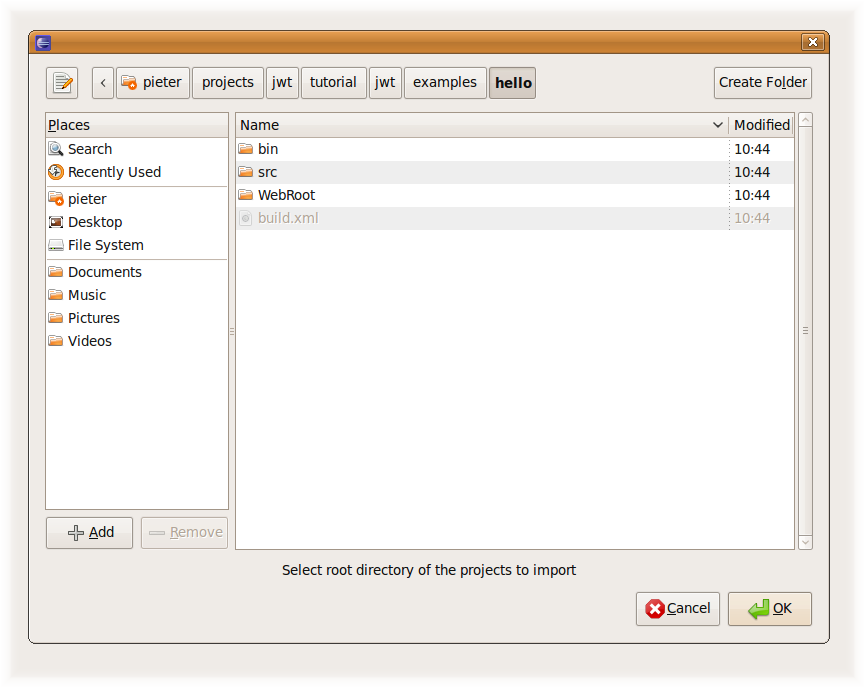 < pieter projects jwt tutorial jwt examples hello Create Folder
Places
Search
Recently Used
pieter
Desktop
File System
Documents
Music
Pictures
Videos
Add Remove
Name Modified
bin 10:44
src 10:44
WebRoot 10:44
build.xml 10:44
Select root directory of the projects to import
Cancel OK